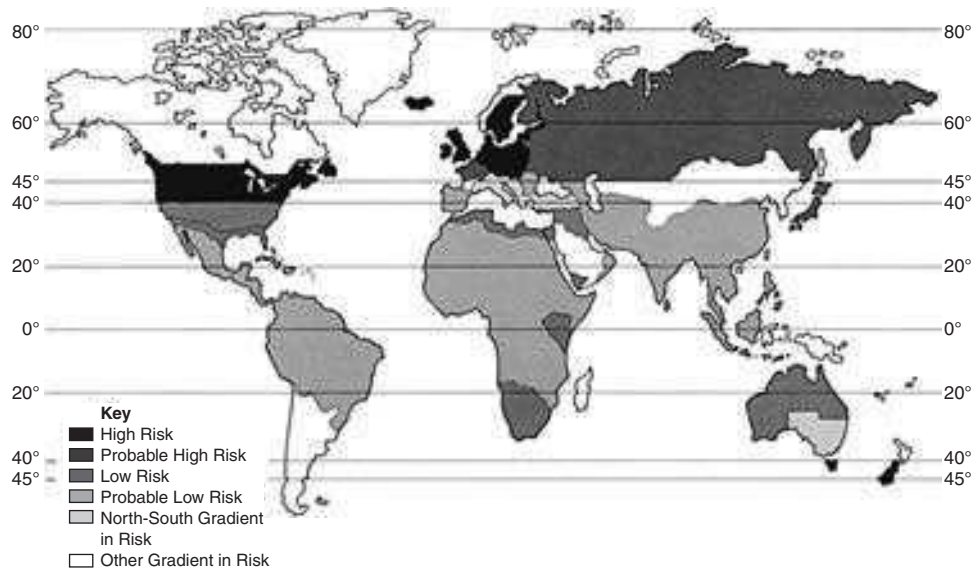 80° 80°
60° 60°
45° 45°
40° 40°
20° 20°
0° 0°
20° 20°
Key
High Risk
Probable High Risk
Low Risk
40° 40°
45° 45°
Probable Low Risk
North-South Gradient
in Risk
Other Gradient in Risk